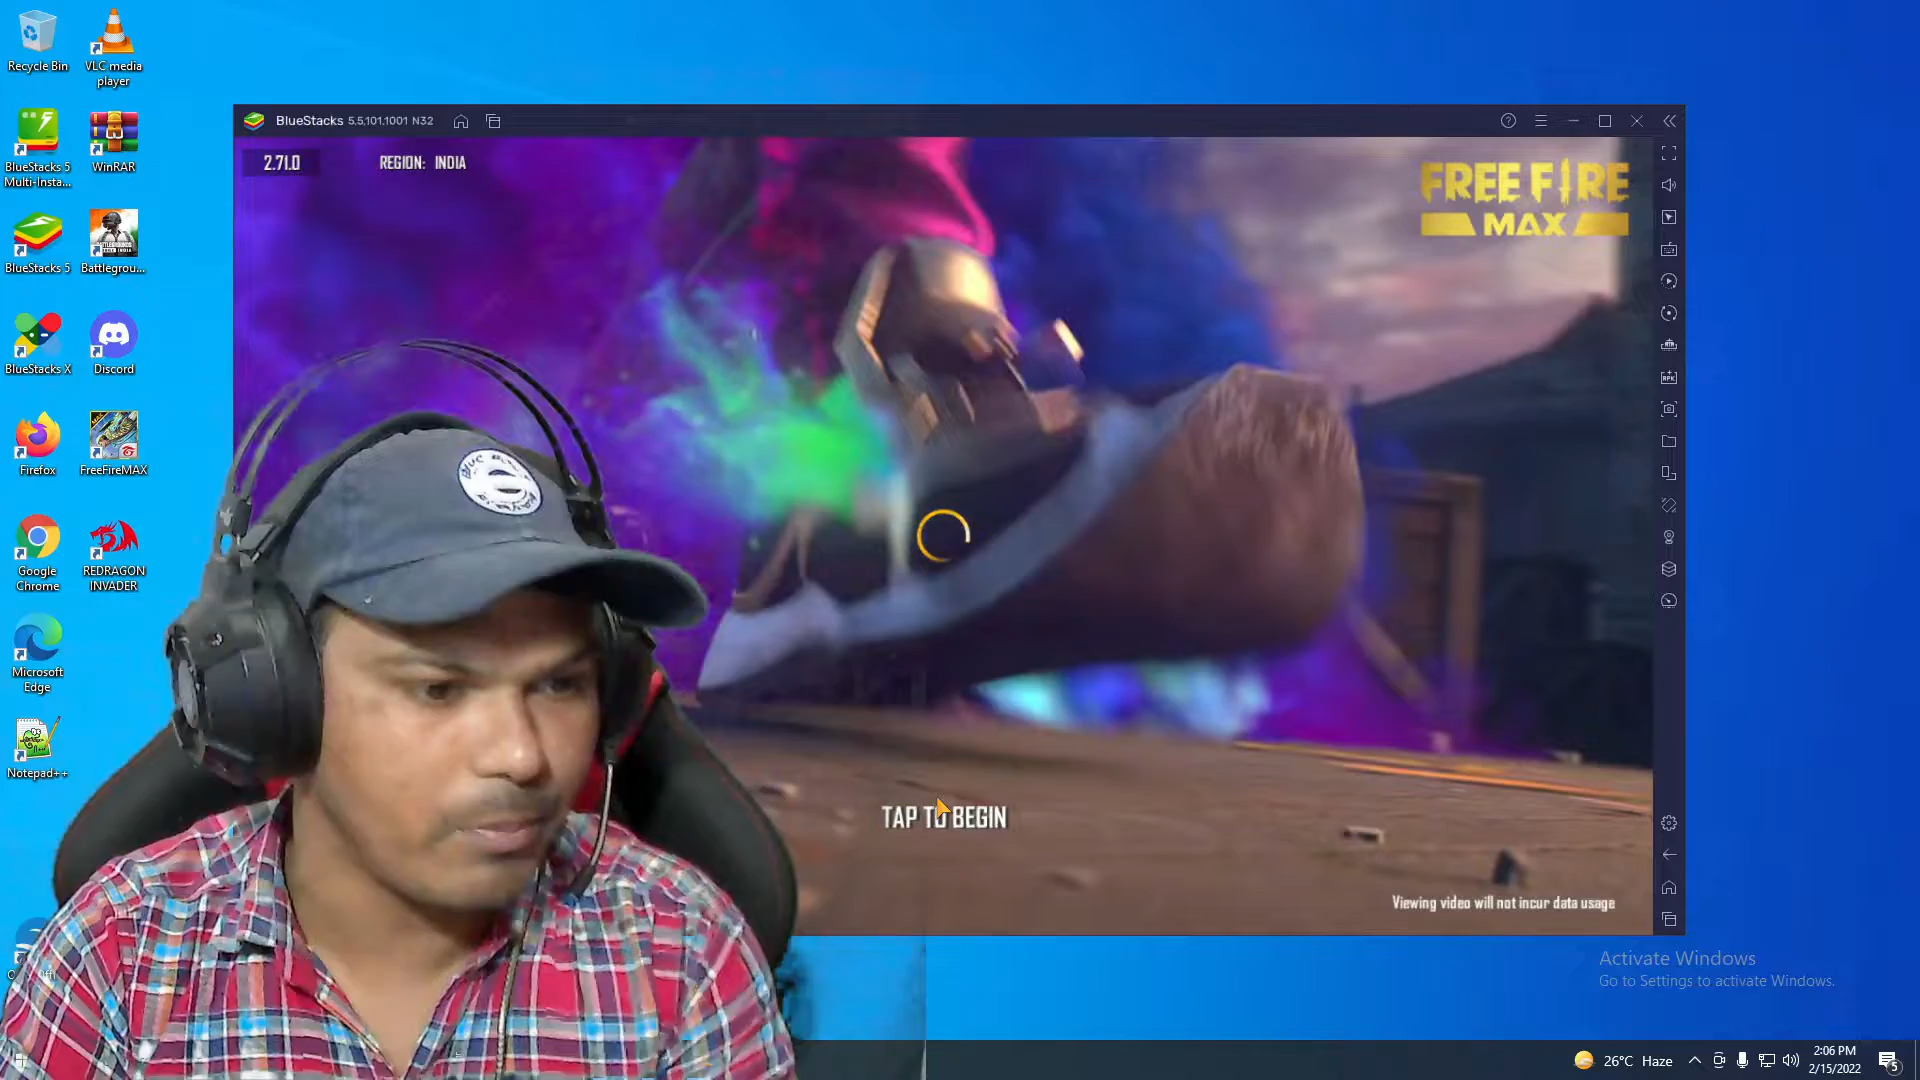 Recycle Bin
VLC media
player
BlueStacks 5
Multi-Insta...
WinRAR
BlueStacks 5
Battlegrou...
BlueStacks X
Discord
Firefox
FreeFireMAX
Google
Chrome
REDRAGON
INVADER
Microsoft
Edge
Notepad++
BlueStacks 5.5.101.1001 N32
2.71.0
REGION: INDIA
FREE FIRE
MAX
TAP TO BEGIN
Viewing video will not incur data usage
Activate Windows
Go to Settings to activate Windows.
26°C Haze
2:06 PM
2/15/2022
5